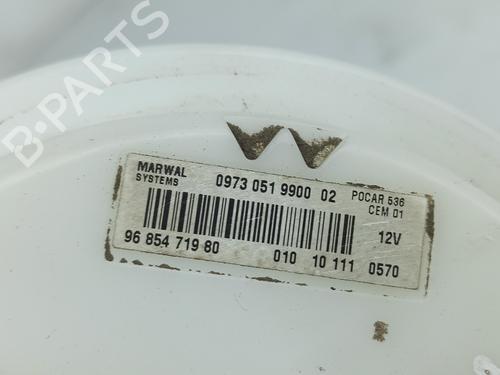 B-PARTS
MARWAL
SYSTEMS
0973 051 9900 02
POCAR 536
CEM 01
12V
96 854 719 80
010 10 111 0570